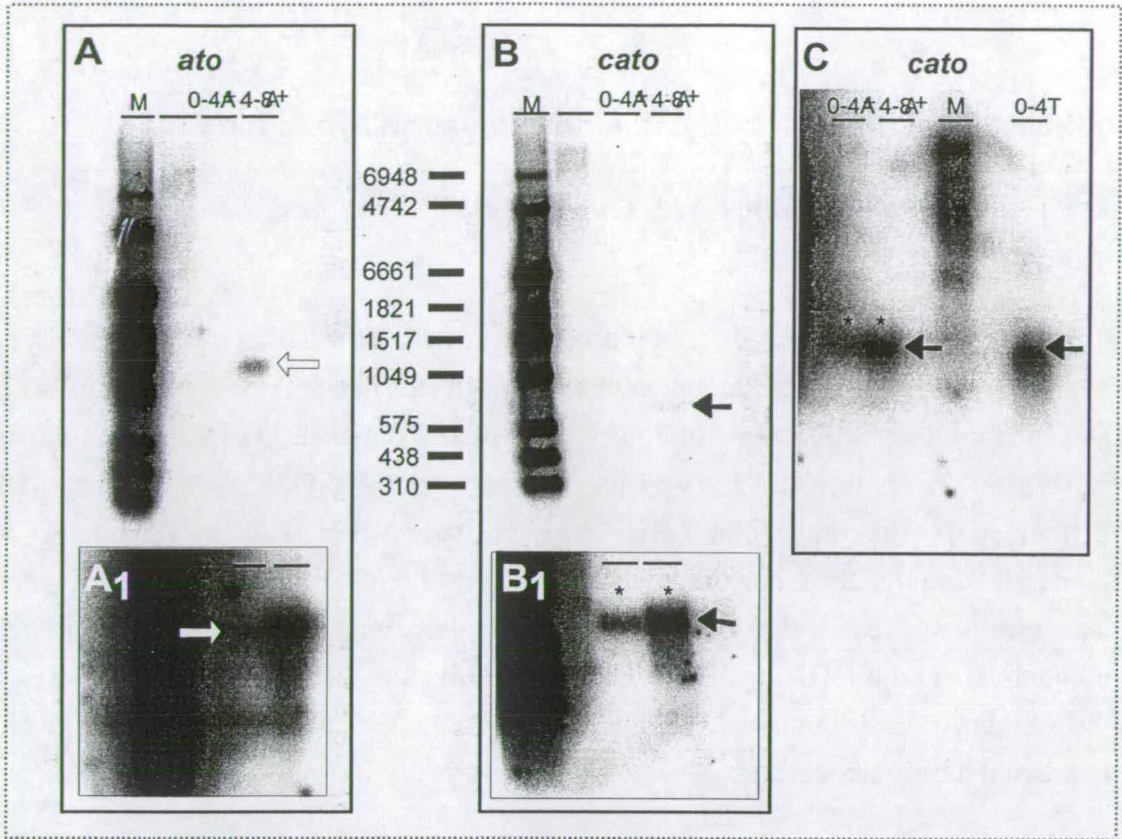 A
ato
M 0-4A⁺ 4-8A⁺
B
cato
M 0-4A⁺ 4-8A⁺
C
cato
0-4A⁺ 4-8A⁺ M 0-4T
6948
4742
6661
1821
1517
1049
575
438
310
* *
A1
B1
* *